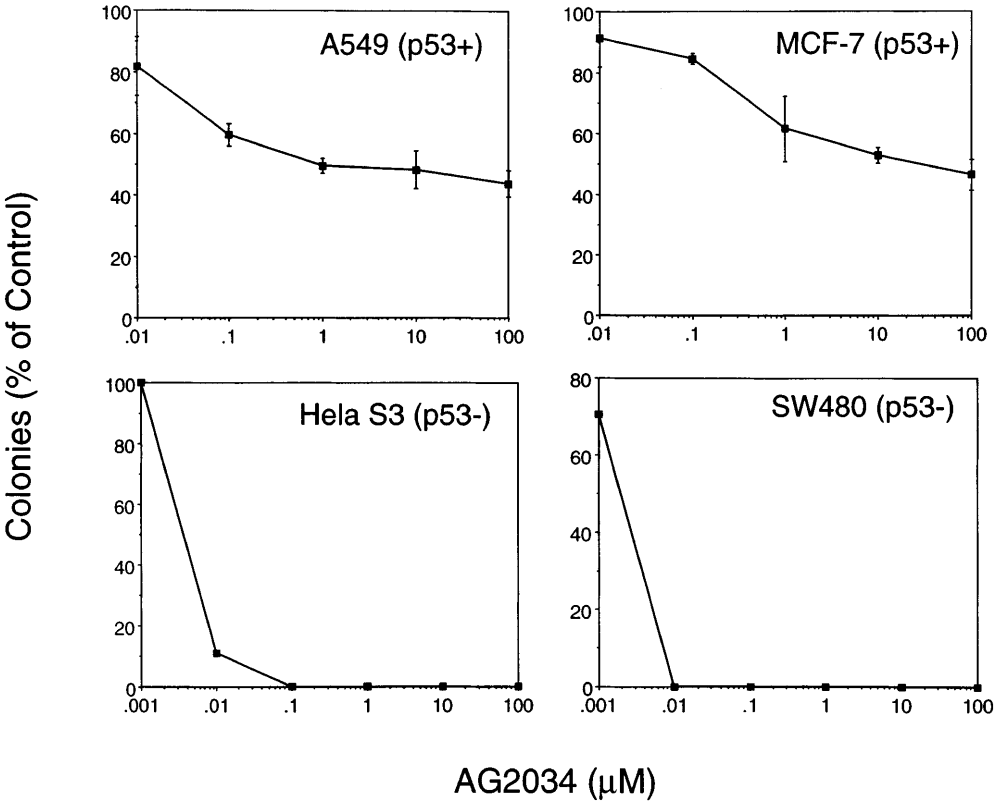 Colonies (% of Control)
A549 (p53+)
100
80
60
40
20
0
.01 .1 1 10 100
MCF-7 (p53+)
100
80
60
40
20
0
.01 .1 1 10 100
Hela S3 (p53-)
100
80
60
40
20
0
.001 .01 .1 1 10 100
SW480 (p53-)
80
60
40
20
0
.001 .01 .1 1 10 100
AG2034 (μM)